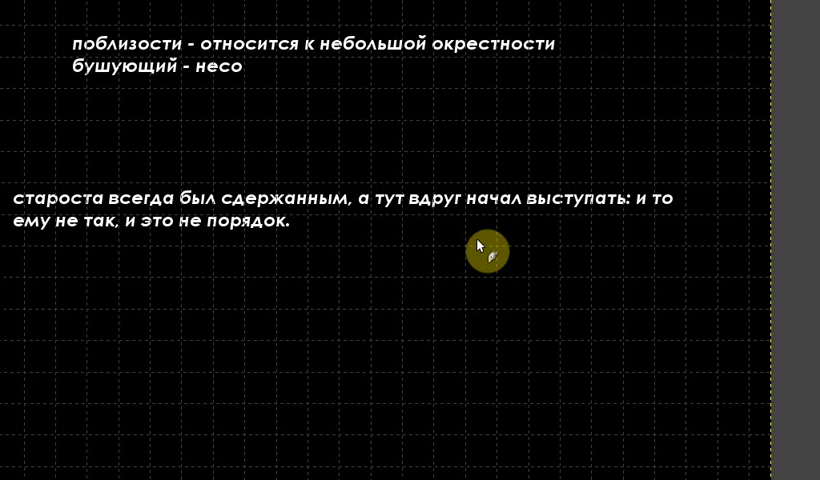 поблизости - относится к небольшой окрестности
бушующий - несо
староста всегда был сдержанным, а тут вдруг начал выступать: и то
ему не так, и это не порядок.